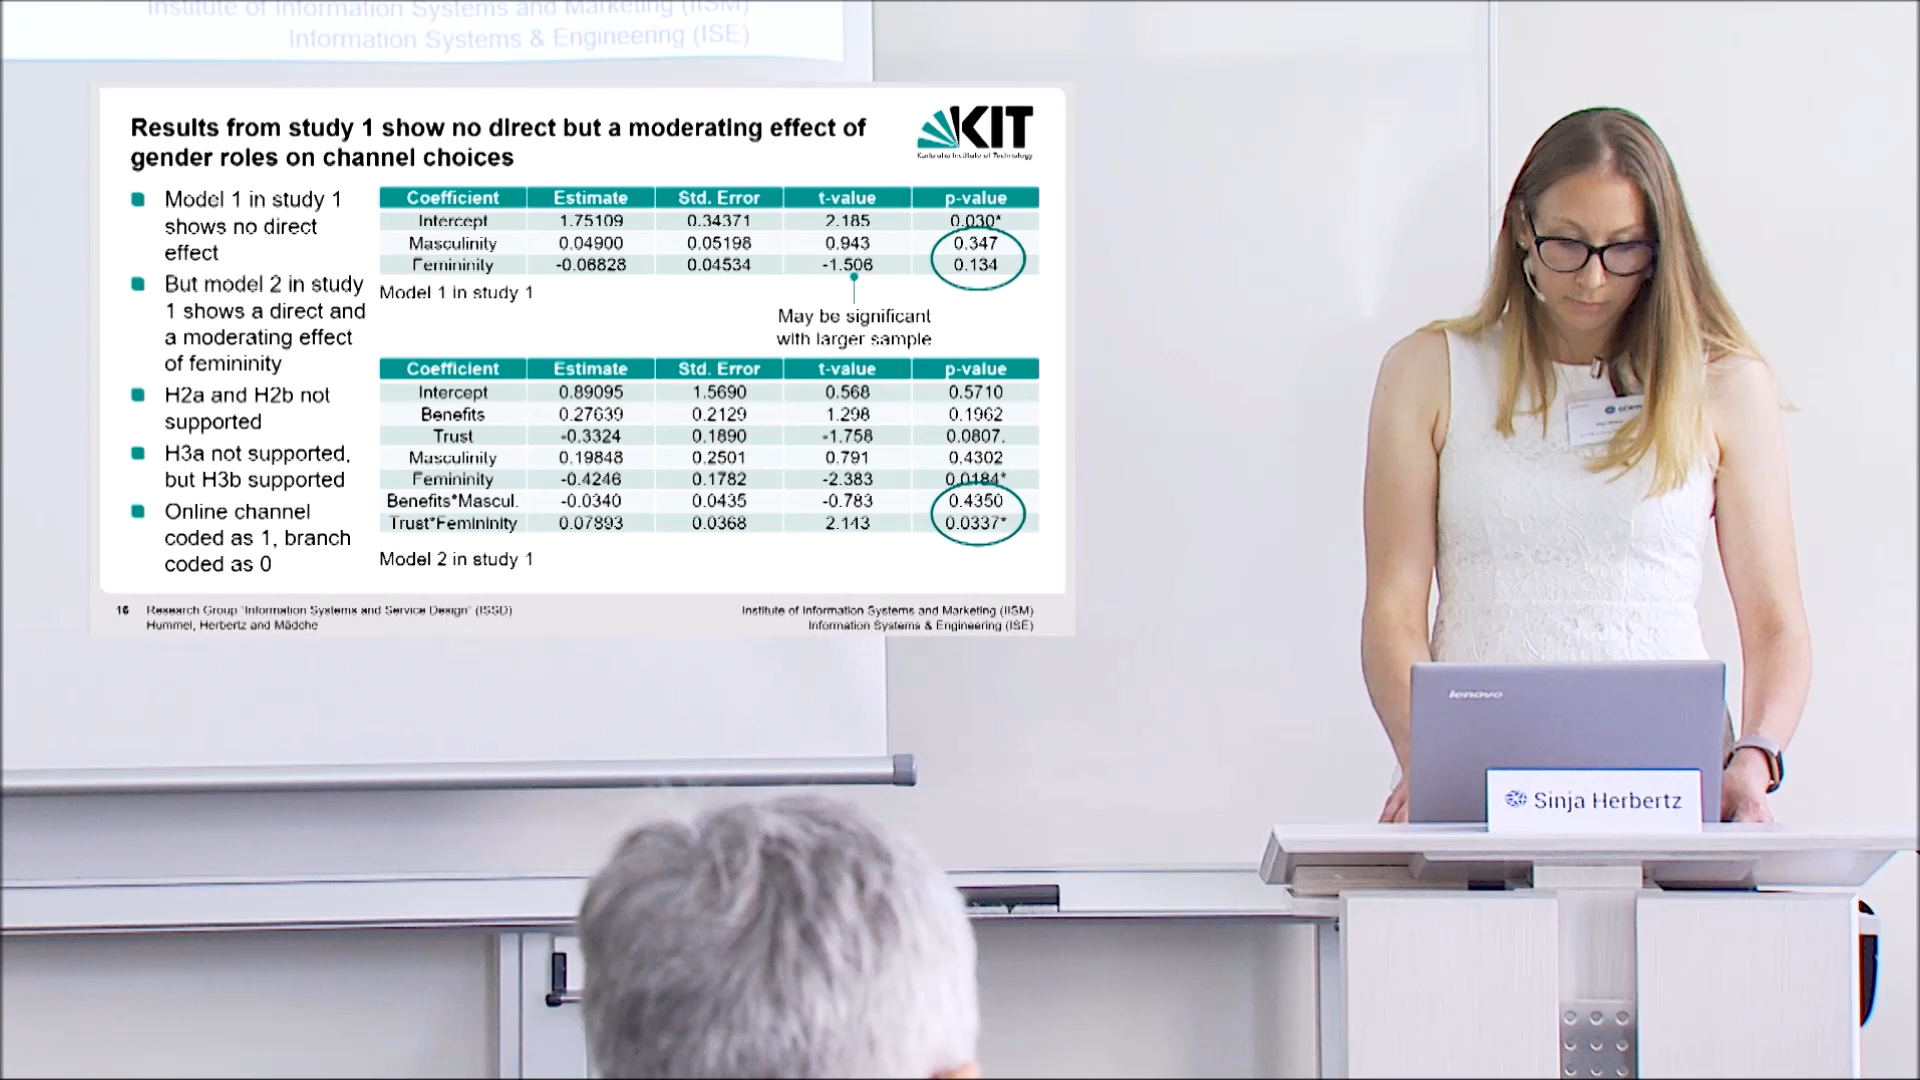 Institute of Information Systems and Marketing (IISM)
Information Systems & Engineering (ISE)
Results from study 1 show no direct but a moderating effect of
gender roles on channel choices
KIT
Karlsruhe Institute of Technology
Model 1 in study 1
shows no direct
effect
But model 2 in study
1 shows a direct and
a moderating effect
of femininity
H2a and H2b not
supported
H3a not supported,
but H3b supported
Online channel
coded as 1, branch
coded as 0
Coefficient Estimate Std. Error t-value p-value
Intercept 1.75109 0.34371 2.185 0.030*
Masculinity 0.04900 0.05198 0.943 0.347
Femininity -0.06828 0.04534 -1.506 0.134
Model 1 in study 1
May be significant
with larger sample
Coefficient Estimate Std. Error t-value p-value
Intercept 0.89095 1.5690 0.568 0.5710
Benefits 0.27639 0.2129 1.298 0.1962
Trust -0.3324 0.1890 -1.758 0.0807.
Masculinity 0.19848 0.2501 0.791 0.4302
Femininity -0.4246 0.1782 -2.383 0.0184*
Benefits*Mascul. -0.0340 0.0435 -0.783 0.4350
Trust*Femininity 0.07893 0.0368 2.143 0.0337*
Model 2 in study 1
16 Research Group "Information Systems and Service Design" (ISSD)
Hummel, Herbertz and Mädche
Institute of Information Systems and Marketing (IISM)
Information Systems & Engineering (ISE)
lenovo
Sinja Herbertz